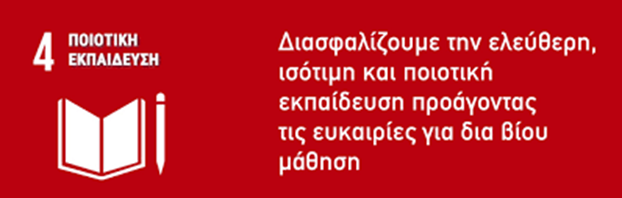 4 ΠΟΙΟΤΙΚΗ
ΕΚΠΑΙΔΕΥΣΗ
Διασφαλίζουμε την ελεύθερη,
ισότιμη και ποιοτική
εκπαίδευση προάγοντας
τις ευκαιρίες για δια βίου
μάθηση